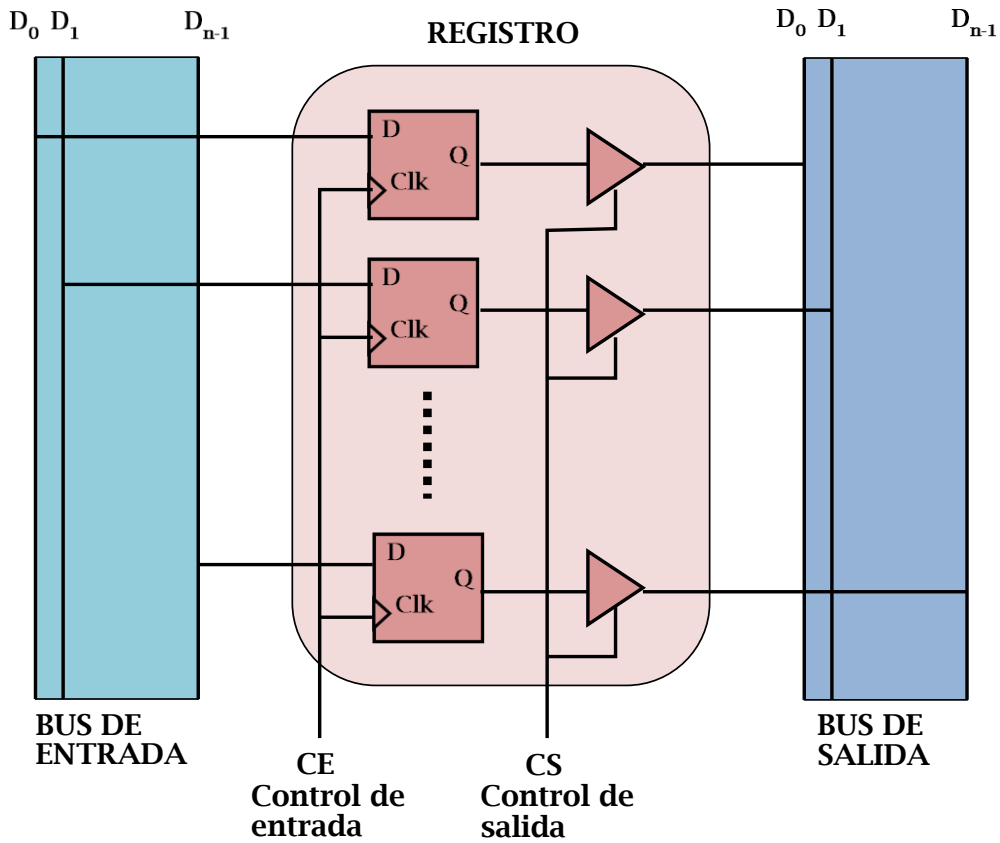 D0 D1 Dn-1
REGISTRO
D0 D1 Dn-1
D
Q
Clk
D
Q
Clk
D
Q
Clk
BUS DE
ENTRADA
CE
Control de
entrada
CS
Control de
salida
BUS DE
SALIDA